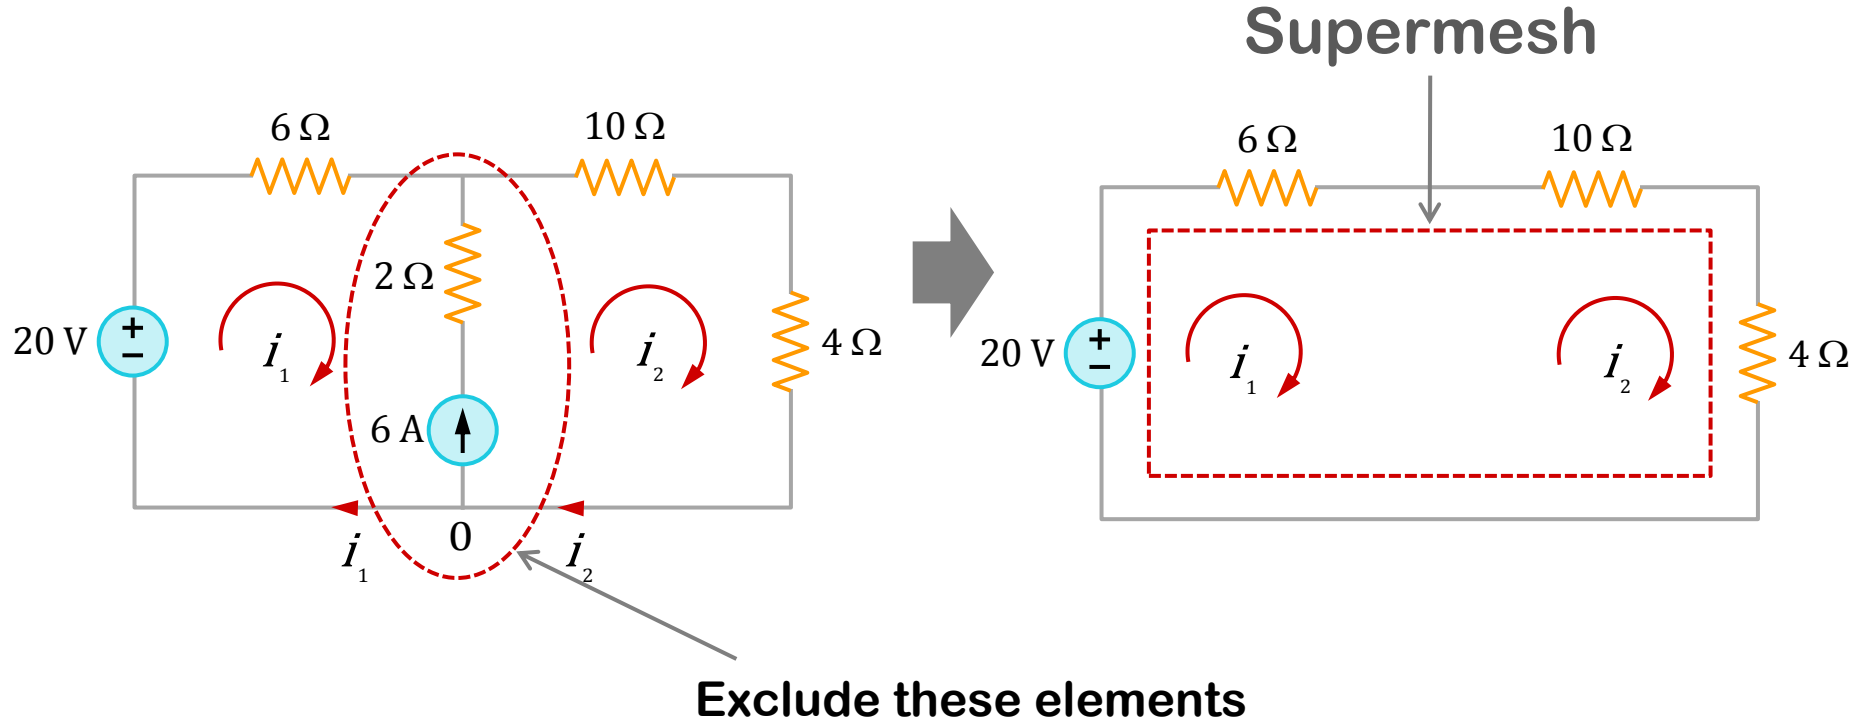 Supermesh
6 Ω
10 Ω
2 Ω
20 V
+
−
i₁
i₂
4 Ω
6 A
0
i₁
i₂
6 Ω
10 Ω
20 V
+
−
i₁
i₂
4 Ω
Exclude these elements